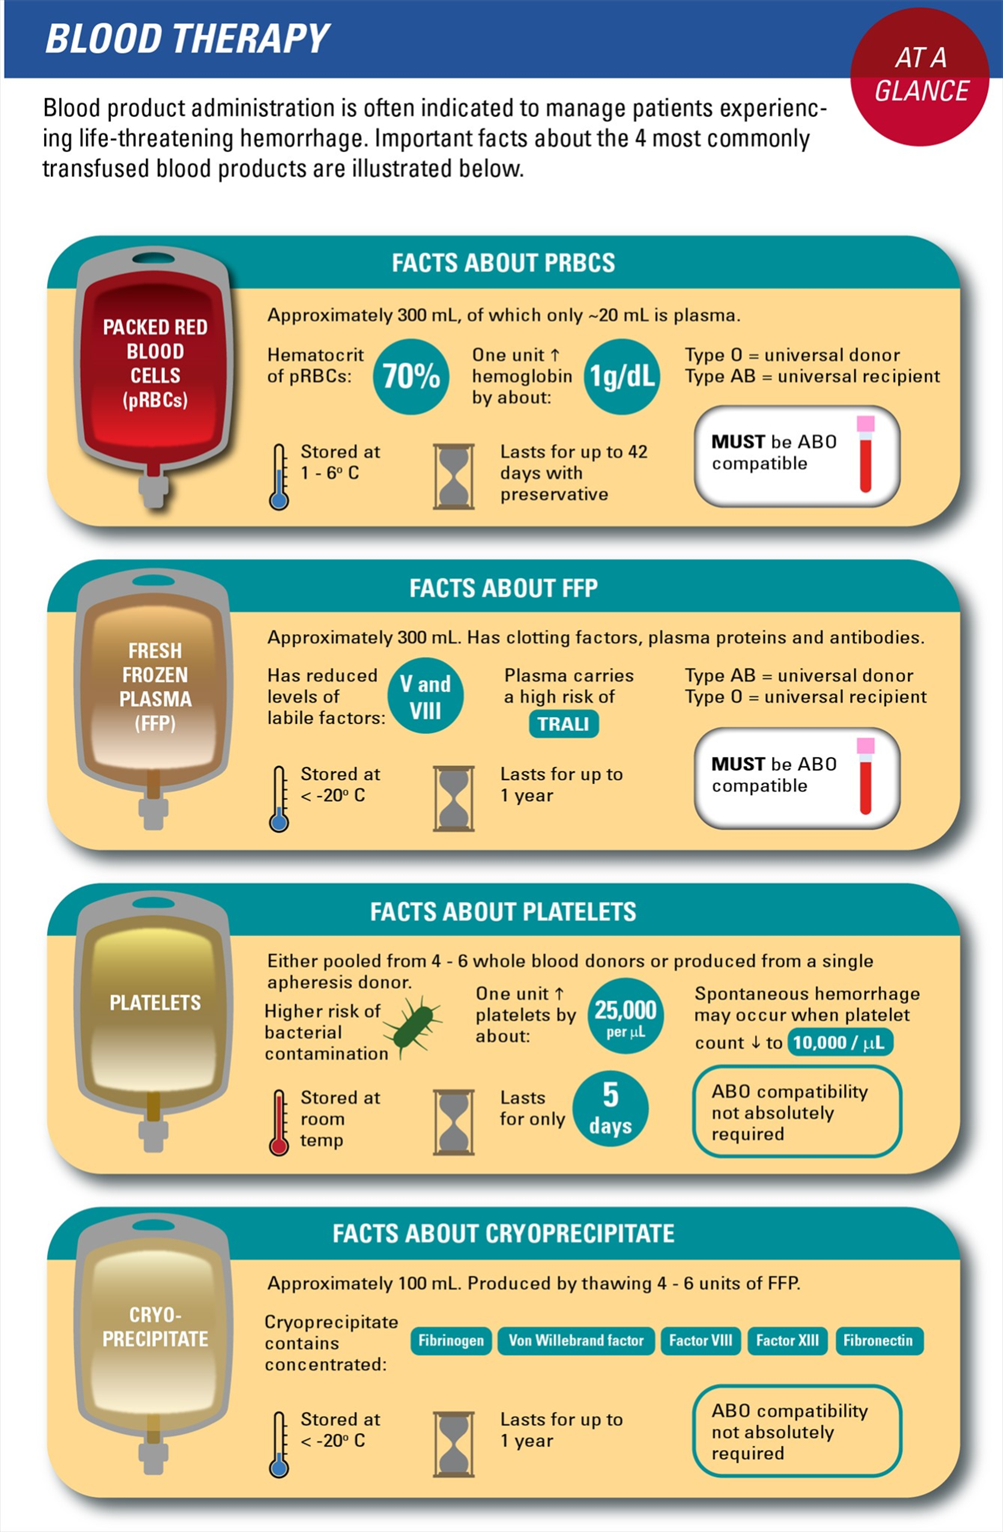 BLOOD THERAPY
AT A
GLANCE
Blood product administration is often indicated to manage patients experienc-
ing life-threatening hemorrhage. Important facts about the 4 most commonly
transfused blood products are illustrated below.
FACTS ABOUT PRBCS
PACKED RED
BLOOD
CELLS
(pRBCs)
Approximately 300 mL, of which only ~20 mL is plasma.
Hematocrit
of pRBCs:
70%
One unit ↑
hemoglobin
by about:
1g/dL
Type O = universal donor
Type AB = universal recipient
Stored at
1 - 6º C
Lasts for up to 42
days with
preservative
MUST be ABO
compatible
FACTS ABOUT FFP
FRESH
FROZEN
PLASMA
(FFP)
Approximately 300 mL. Has clotting factors, plasma proteins and antibodies.
Has reduced
levels of
labile factors:
V and
VIII
Plasma carries
a high risk of
TRALI
Type AB = universal donor
Type O = universal recipient
Stored at
< -20º C
Lasts for up to
1 year
MUST be ABO
compatible
FACTS ABOUT PLATELETS
PLATELETS
Either pooled from 4 - 6 whole blood donors or produced from a single
apheresis donor.
Higher risk of
bacterial
contamination
One unit ↑
platelets by
about:
25,000
per µL
Spontaneous hemorrhage
may occur when platelet
count ↓ to 10,000 / µL
Stored at
room
temp
Lasts
for only
5
days
ABO compatibility
not absolutely
required
FACTS ABOUT CRYOPRECIPITATE
CRYO-
PRECIPITATE
Approximately 100 mL. Produced by thawing 4 - 6 units of FFP.
Cryoprecipitate
contains
concentrated:
Fibrinogen
Von Willebrand factor
Factor VIII
Factor XIII
Fibronectin
Stored at
< -20º C
Lasts for up to
1 year
ABO compatibility
not absolutely
required